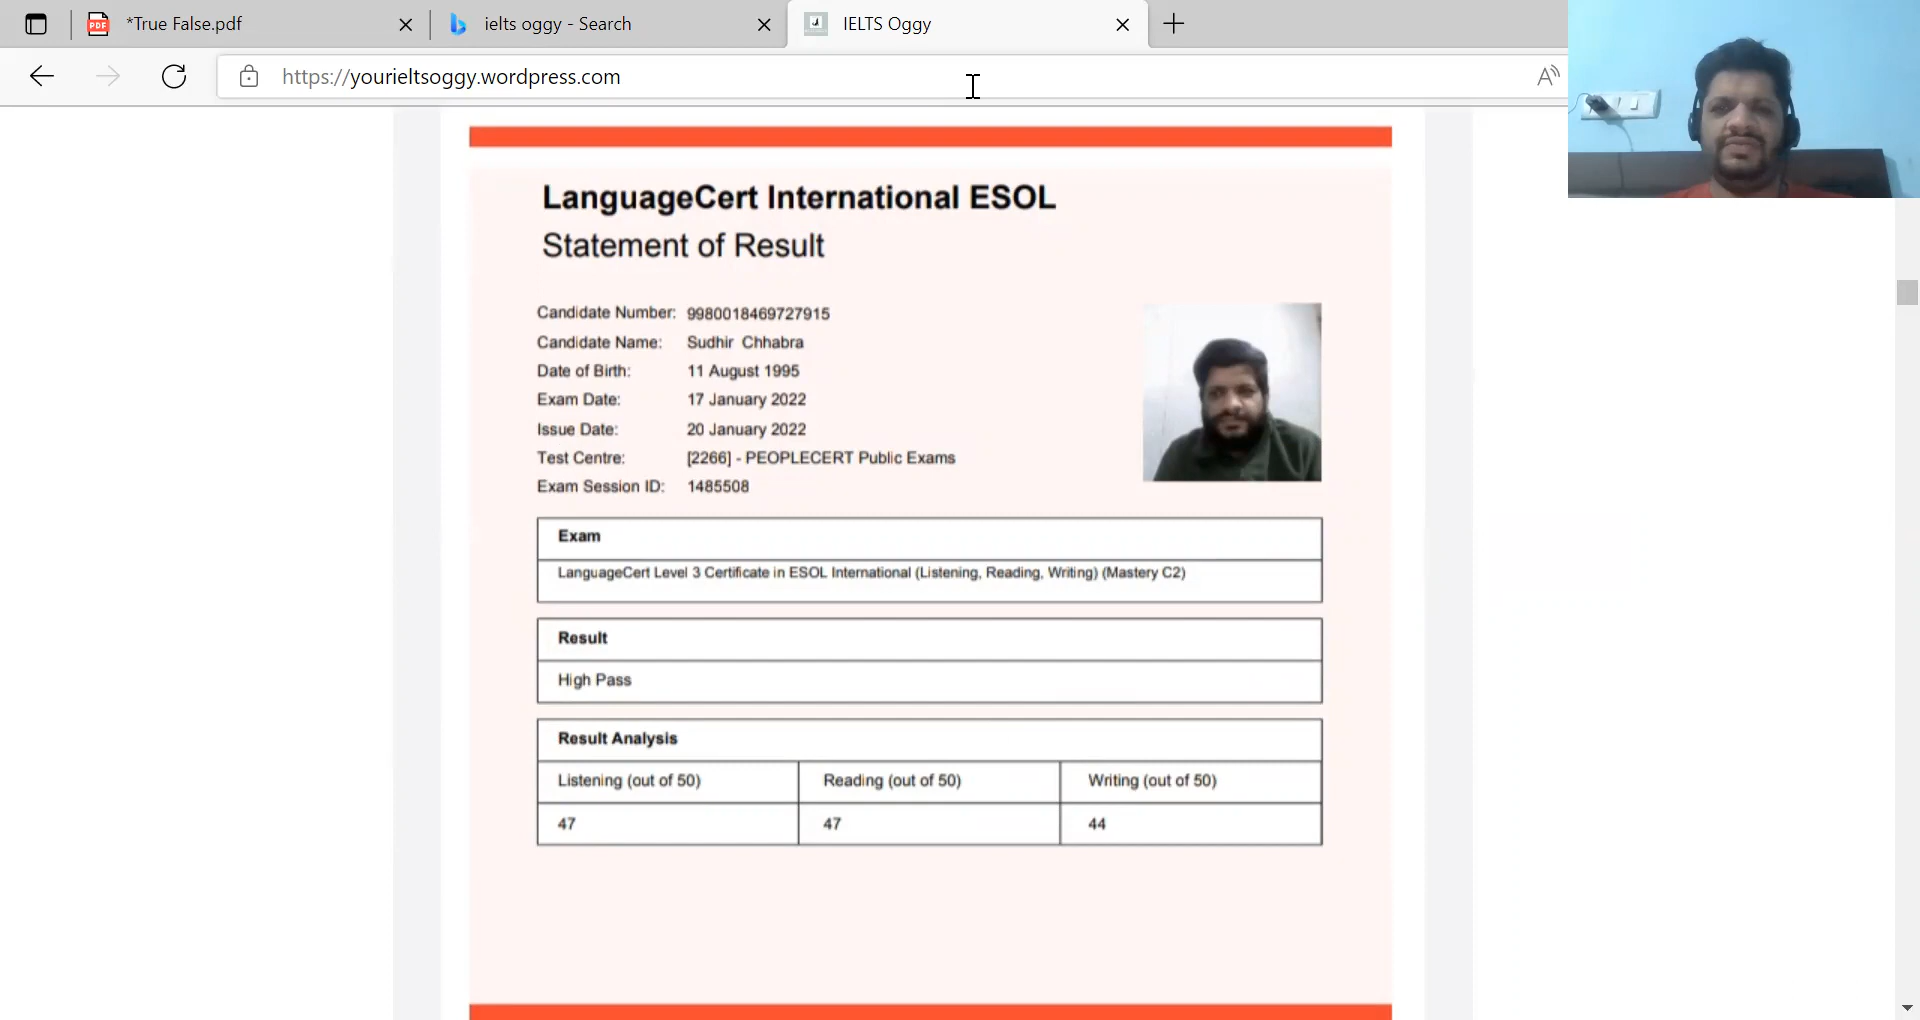 *True False.pdf
ielts oggy - Search
IELTS Oggy
https://yourieltsoggy.wordpress.com
LanguageCert International ESOL
Statement of Result
Candidate Number: 9980018469727915
Candidate Name: Sudhir Chhabra
Date of Birth: 11 August 1995
Exam Date: 17 January 2022
Issue Date: 20 January 2022
Test Centre: [2266] - PEOPLECERT Public Exams
Exam Session ID: 1485508
Exam
LanguageCert Level 3 Certificate in ESOL International (Listening, Reading, Writing) (Mastery C2)
Result
High Pass
Result Analysis
Listening (out of 50) Reading (out of 50) Writing (out of 50)
47 47 44